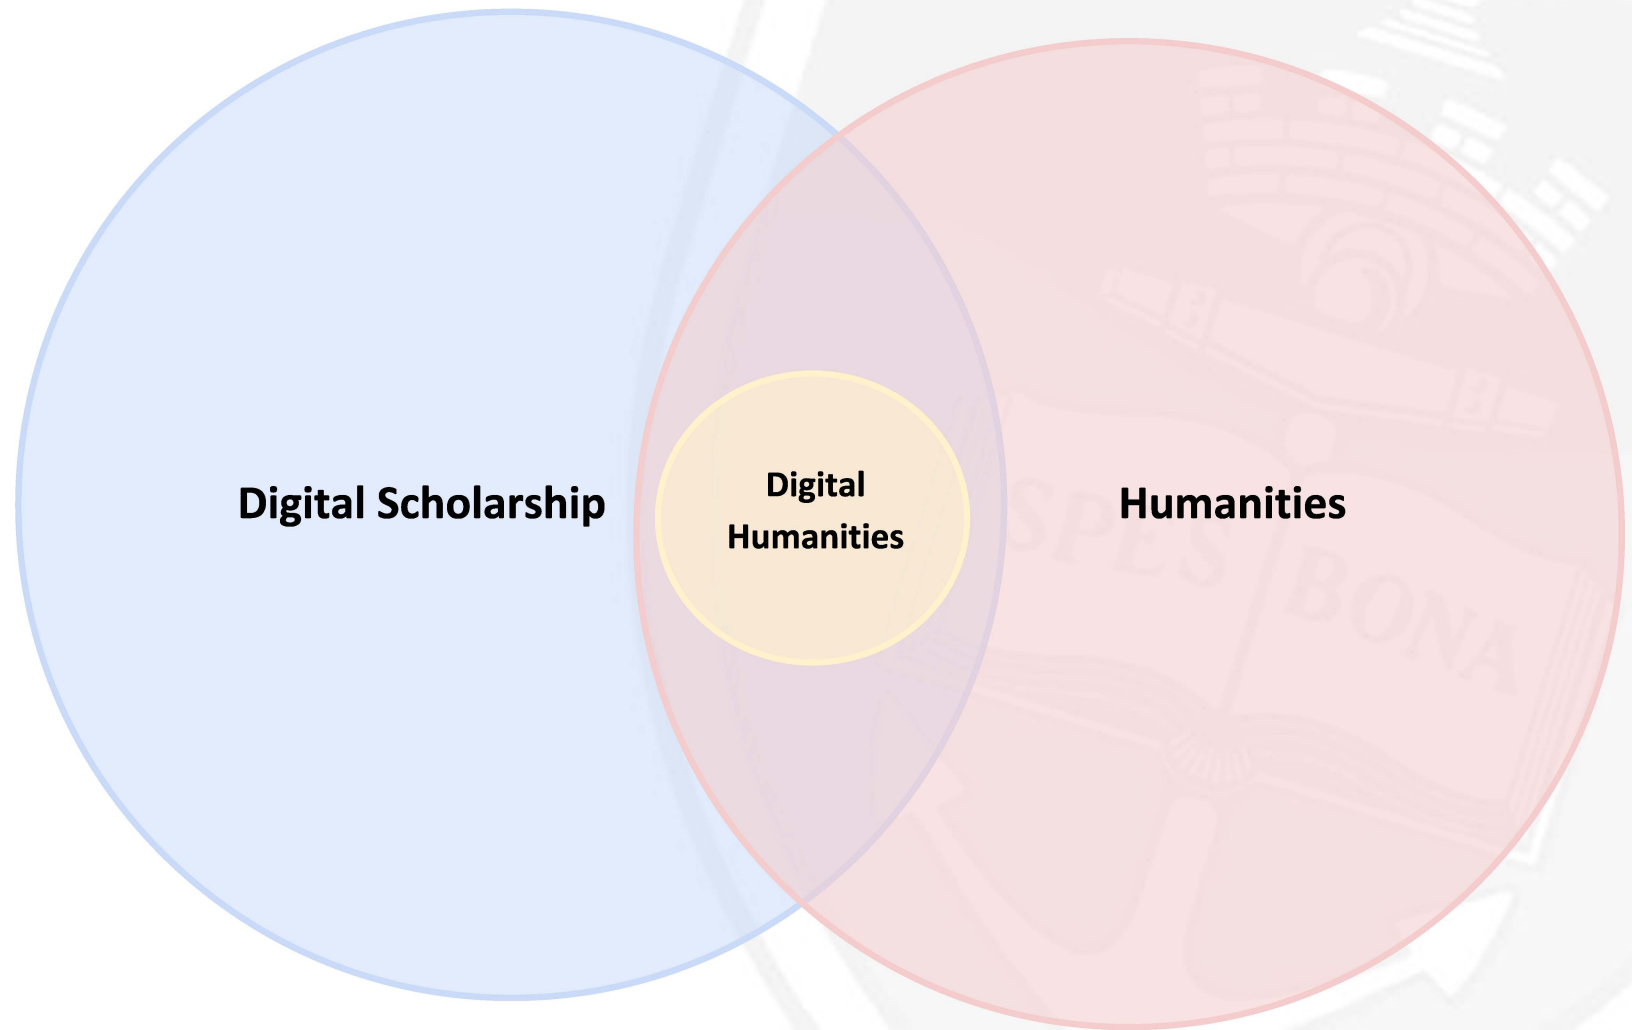 Digital Scholarship
Digital
Humanities
Humanities
SPES
BONA